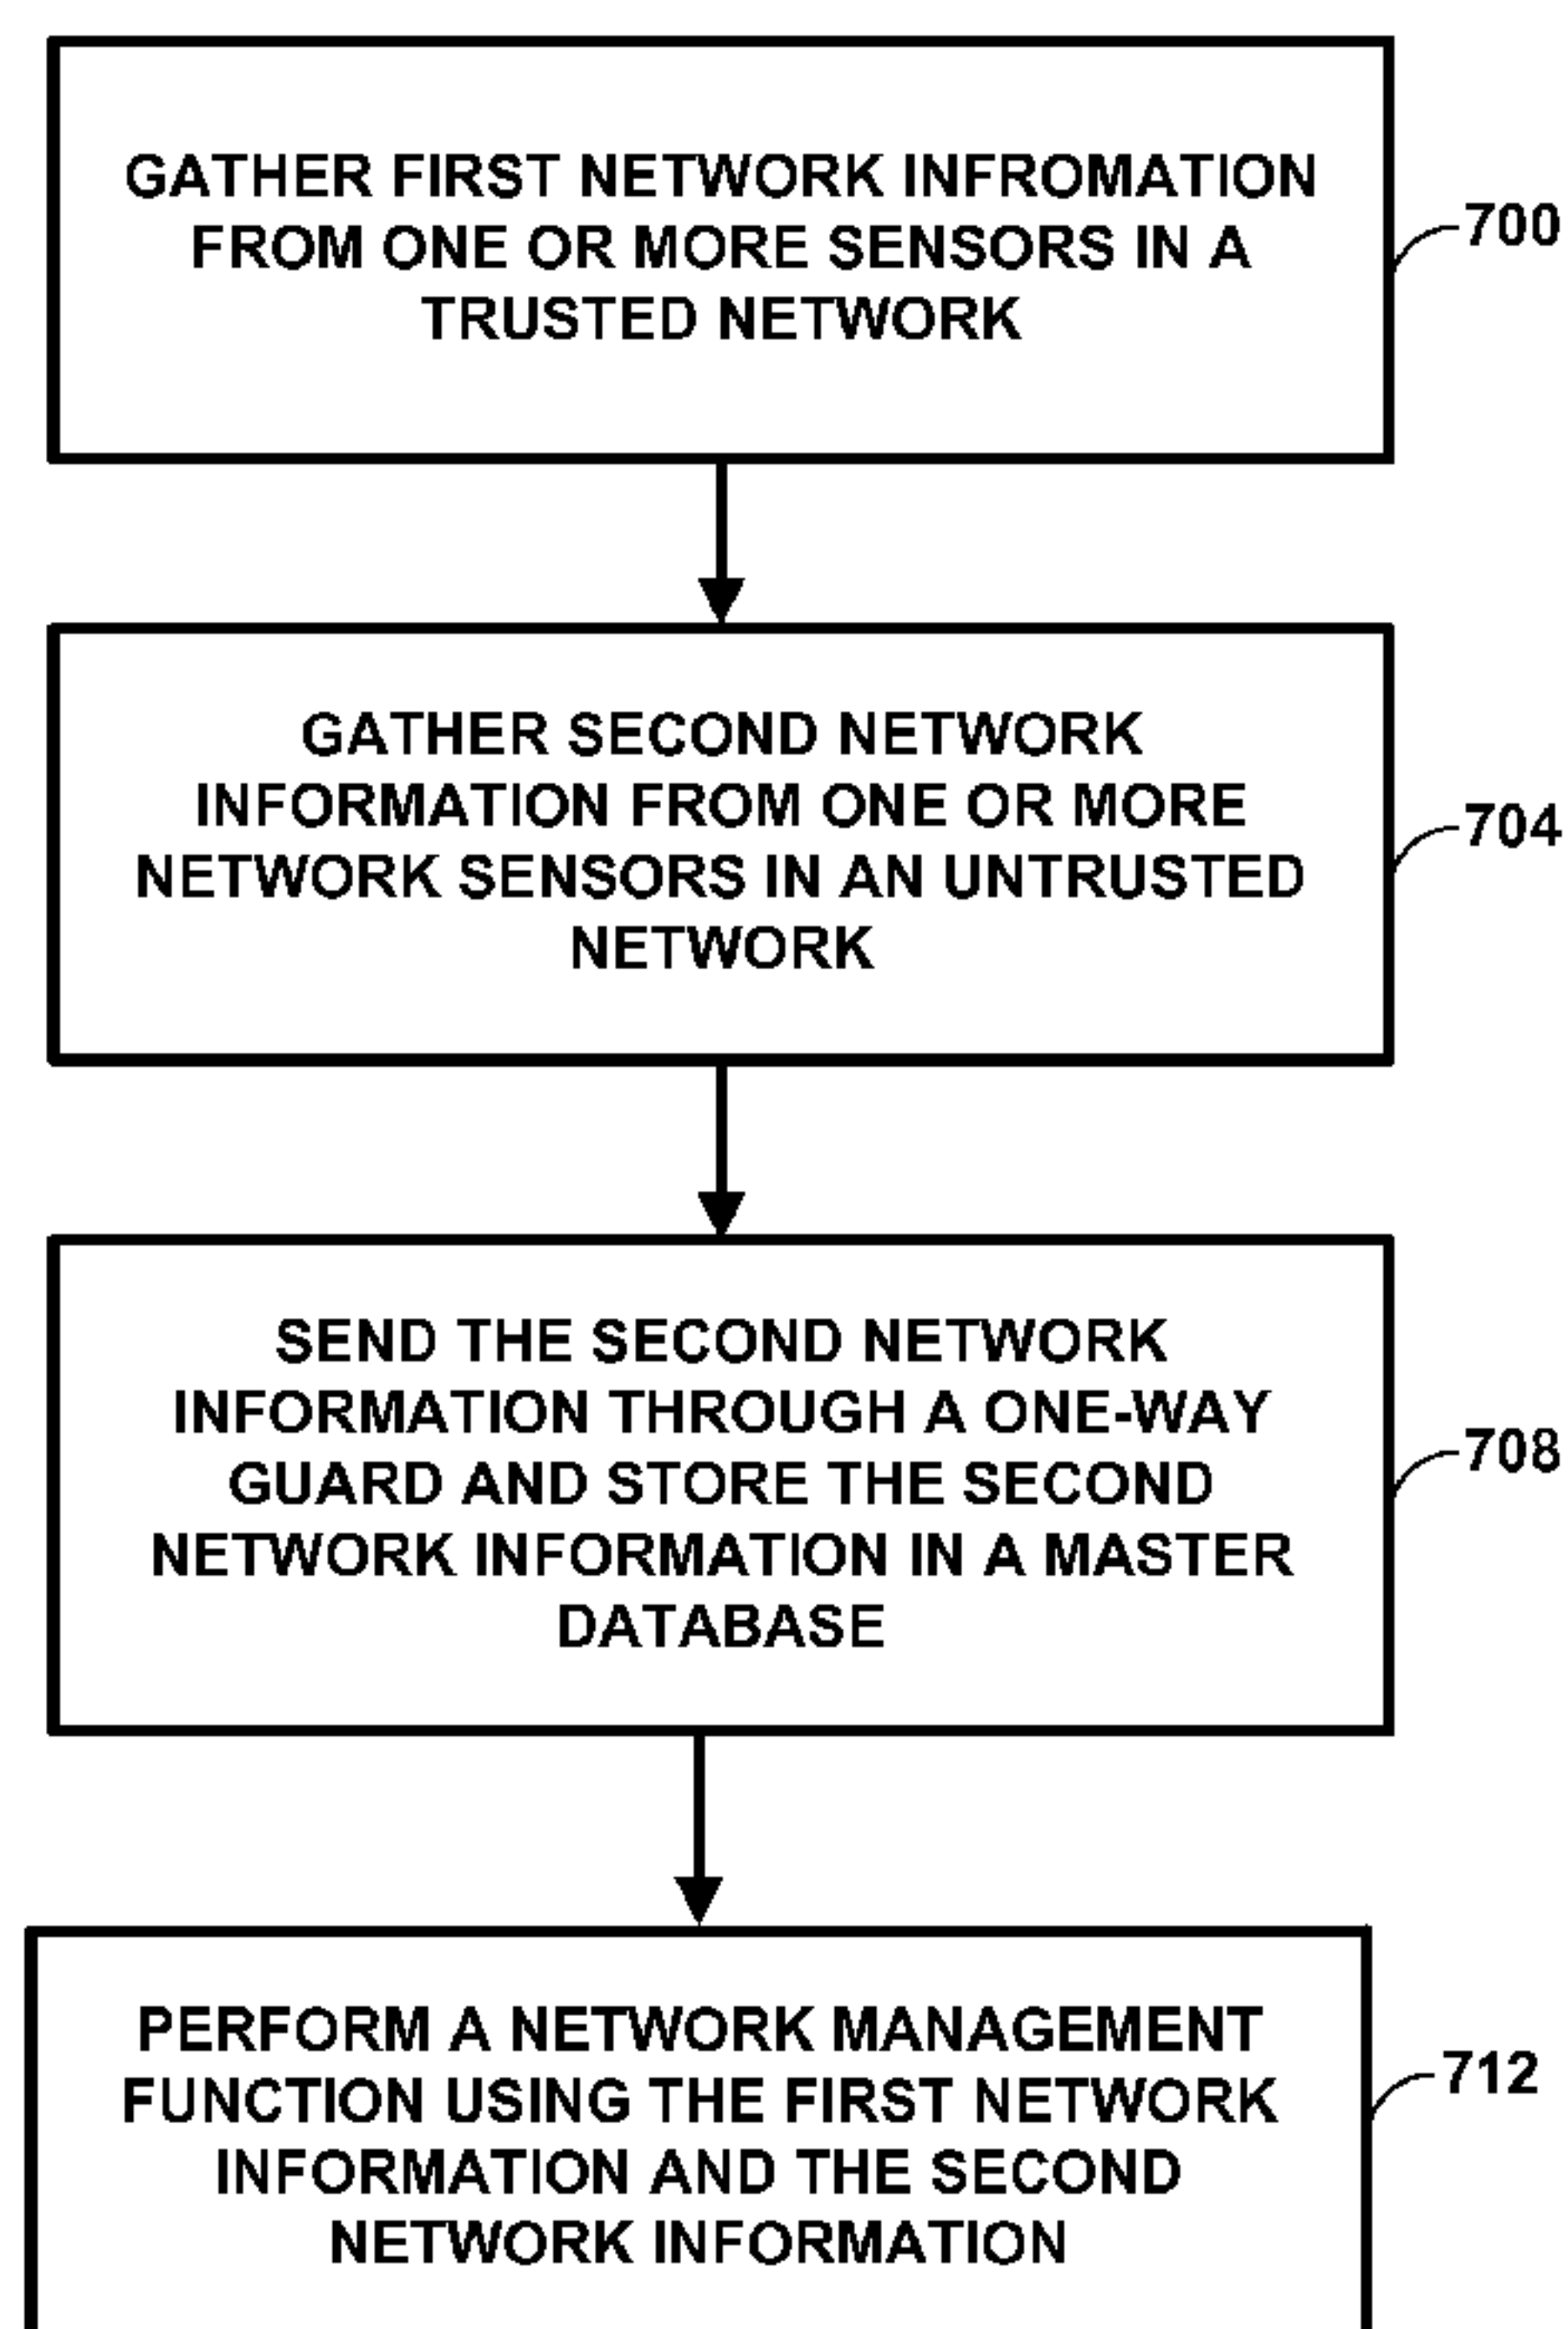 GATHER FIRST NETWORK INFROMATION
FROM ONE OR MORE SENSORS IN A
TRUSTED NETWORK
700
GATHER SECOND NETWORK
INFORMATION FROM ONE OR MORE
NETWORK SENSORS IN AN UNTRUSTED
NETWORK
704
SEND THE SECOND NETWORK
INFORMATION THROUGH A ONE-WAY
GUARD AND STORE THE SECOND
NETWORK INFORMATION IN A MASTER
DATABASE
708
PERFORM A NETWORK MANAGEMENT
FUNCTION USING THE FIRST NETWORK
INFORMATION AND THE SECOND
NETWORK INFORMATION
712